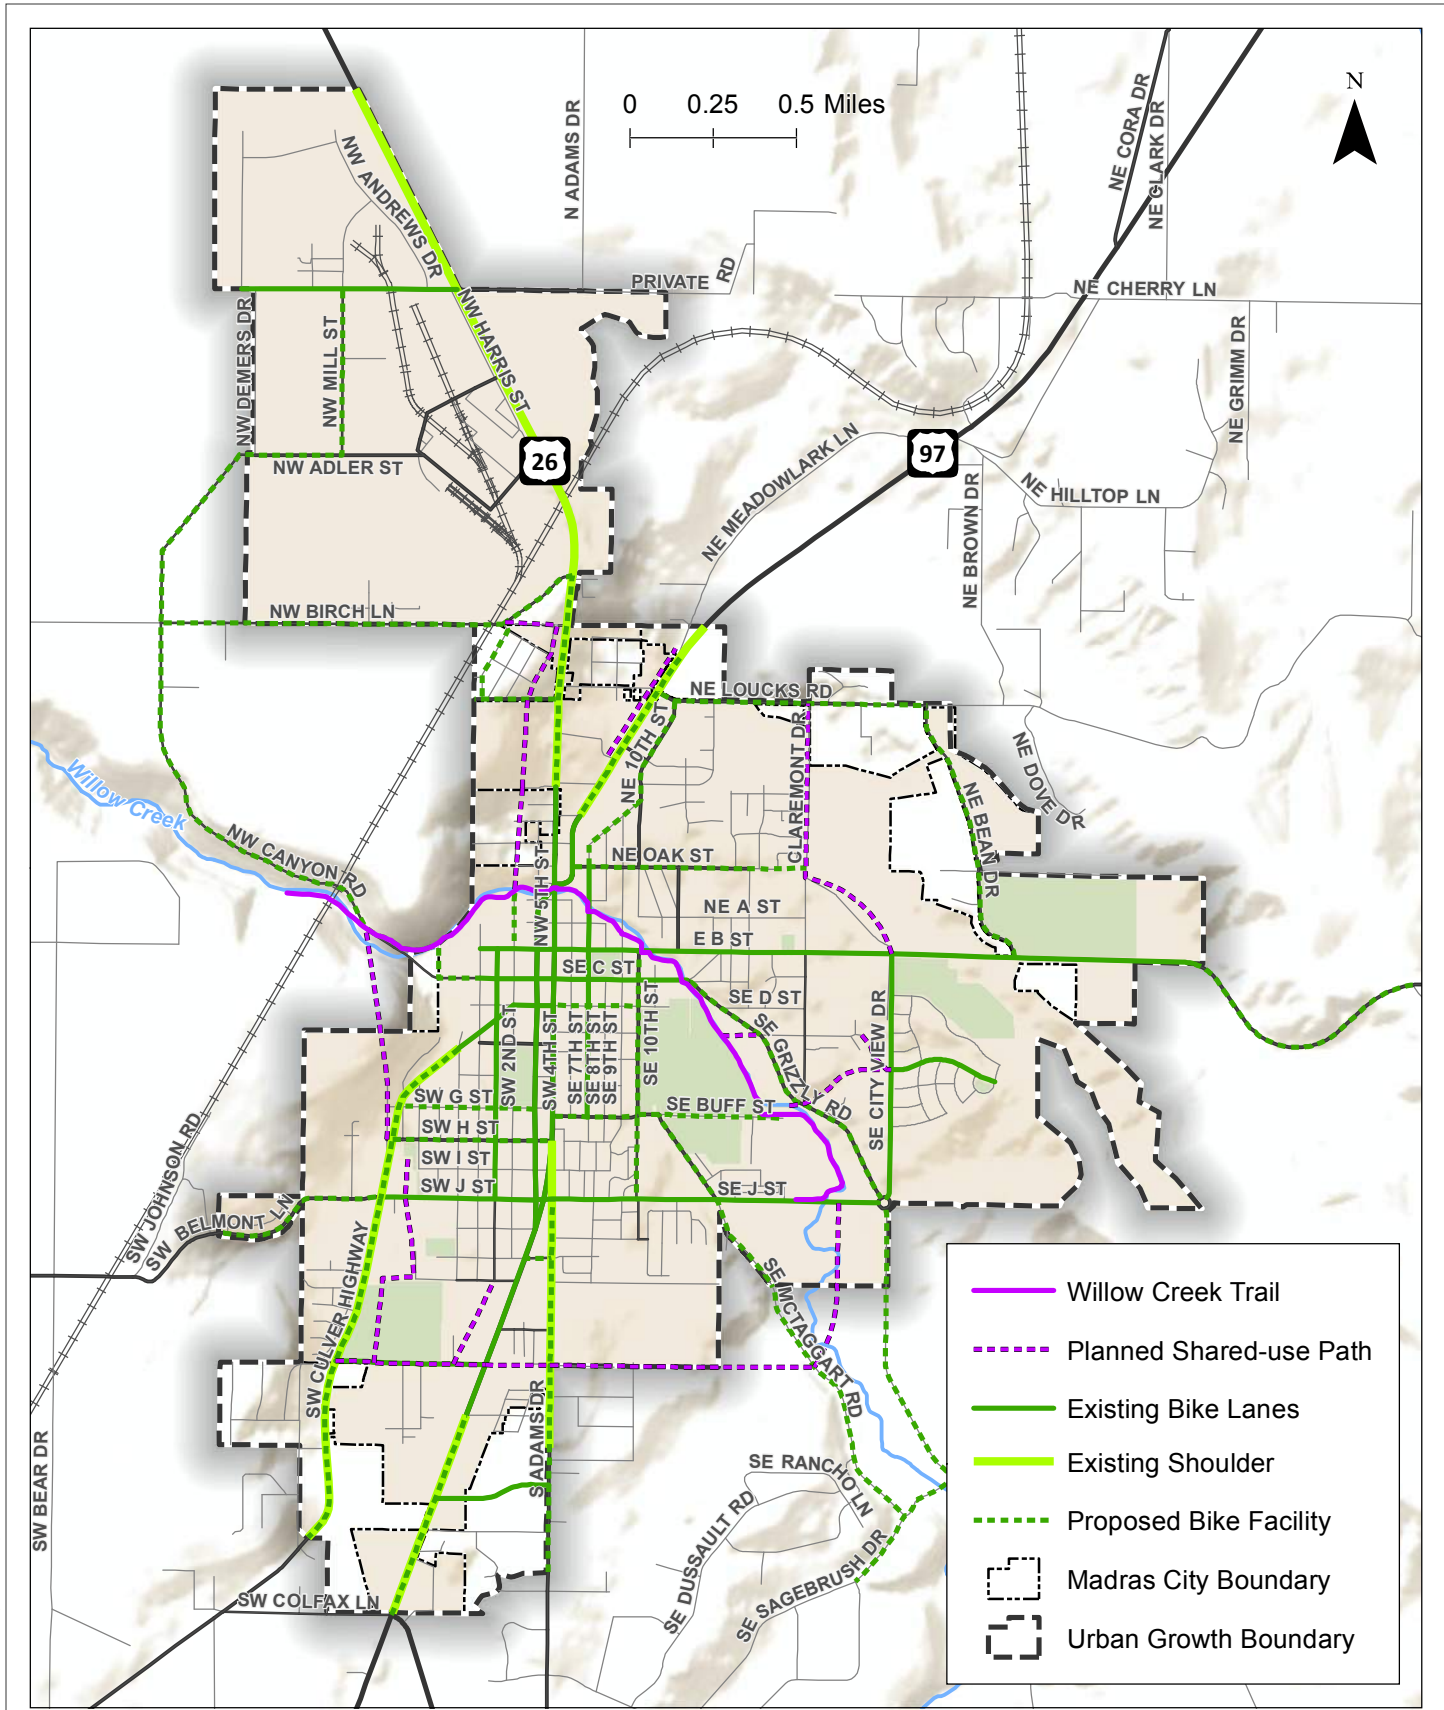 0 0.25 0.5 Miles
N
N ADAMS DR
NE CORA DR
NE CLARK DR
NW ANDREWS DR
PRIVATE RD
NE CHERRY LN
NW DEMERS DR
NW MILL ST
NW HARRIS ST
NE GRIMM DR
26
97
NW ADLER ST
NE MEADOWLARK LN
NE HILLTOP LN
NE BROWN DR
NW BIRCH LN
NE LOUCKS RD
NE 10TH ST
CLAREMONT DR
NE DOVE DR
Willow Creek
NE BEAN DR
NW CANYON RD
NW 5TH ST
NE OAK ST
NE A ST
E B ST
SE C ST
SE D ST
SW 2ND ST
SW 4TH ST
SE 7TH ST
SE 8TH ST
SE 9TH ST
SE 10TH ST
SE GRIZZLY RD
SE CITY VIEW DR
SW G ST
SE BUFF ST
SW H ST
SW I ST
SW J ST
SE J ST
SW JOHNSON RD
SW BELMONT LN
SW CULVER HIGHWAY
SE MCTAGGART RD
S ADAMS DR
SW BEAR DR
SE RANCHO LN
SE DUSSAULT RD
SE SAGEBRUSH DR
SW COLFAX LN
Willow Creek Trail
Planned Shared-use Path
Existing Bike Lanes
Existing Shoulder
Proposed Bike Facility
Madras City Boundary
Urban Growth Boundary